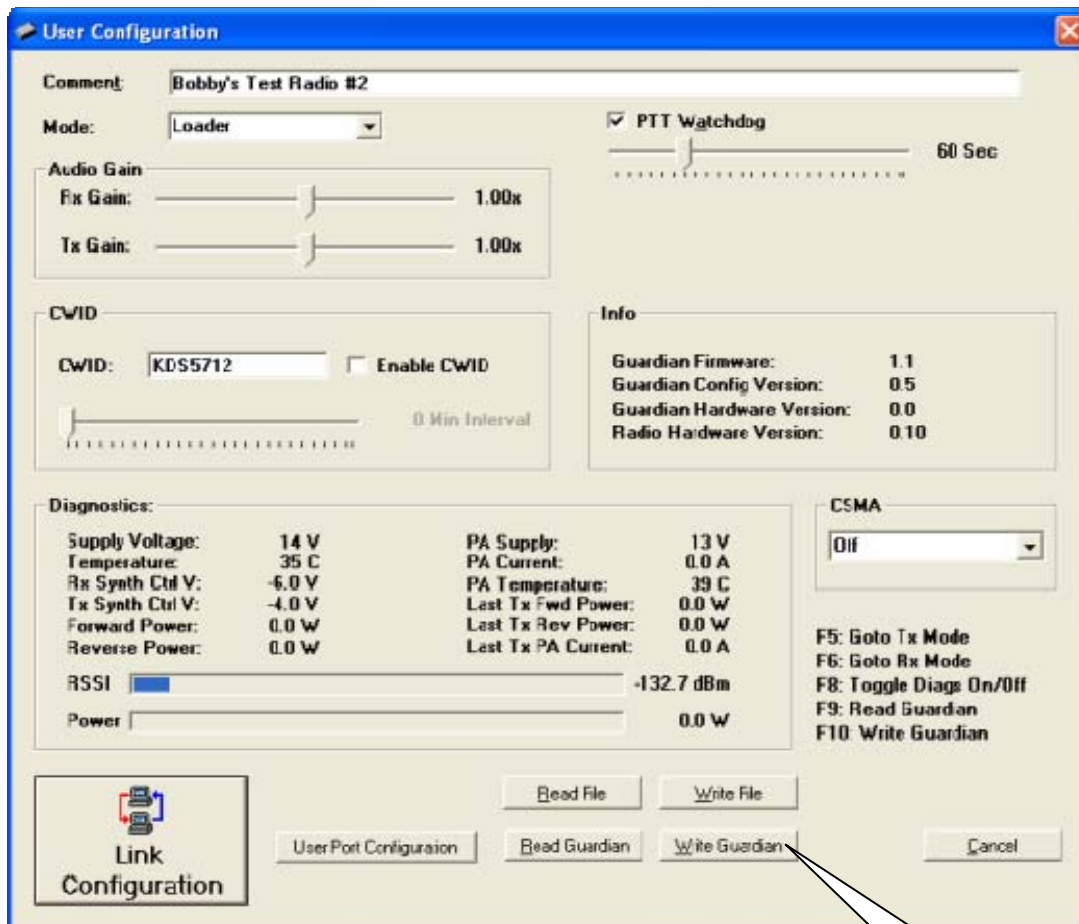 User Configuration
Comment: Bobby's Test Radio #2
Mode: Loader
PTT Watchdog
60 Sec
Audio Gain
Rx Gain: 1.00x
Tx Gain: 1.00x
CWID
CWID: KDS5712 Enable CWID
0 Min Interval
Info
Guardian Firmware: 1.1
Guardian Config Version: 0.5
Guardian Hardware Version: 0.0
Radio Hardware Version: 0.10
Diagnostics:
Supply Voltage: 14 V
Temperature: 35 C
Rx Synth Ctrl V: -6.0 V
Tx Synth Ctrl V: -4.0 V
Forward Power: 0.0 W
Reverse Power: 0.0 W
PA Supply: 13 V
PA Current: 0.0 A
PA Temperature: 39 C
Last Tx Fwd Power: 0.0 W
Last Tx Rev Power: 0.0 W
Last Tx PA Current: 0.0 A
RSSI -132.7 dBm
Power 0.0 W
CSMA
Off
F5: Goto Tx Mode
F6: Goto Rx Mode
F8: Toggle Diags On/Off
F9: Read Guardian
F10: Write Guardian
Link
Configuration
User Port Configuraion
Read File
Write File
Read Guardian
Write Guardian
Cancel